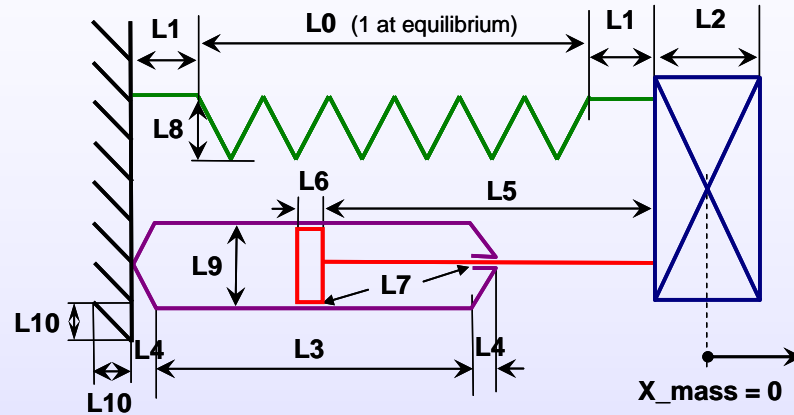 L1
L0 (1 at equilibrium)
L1
L2
L8
L6
L5
L9
L7
L10
L4
L3
L4
L10
X_mass = 0